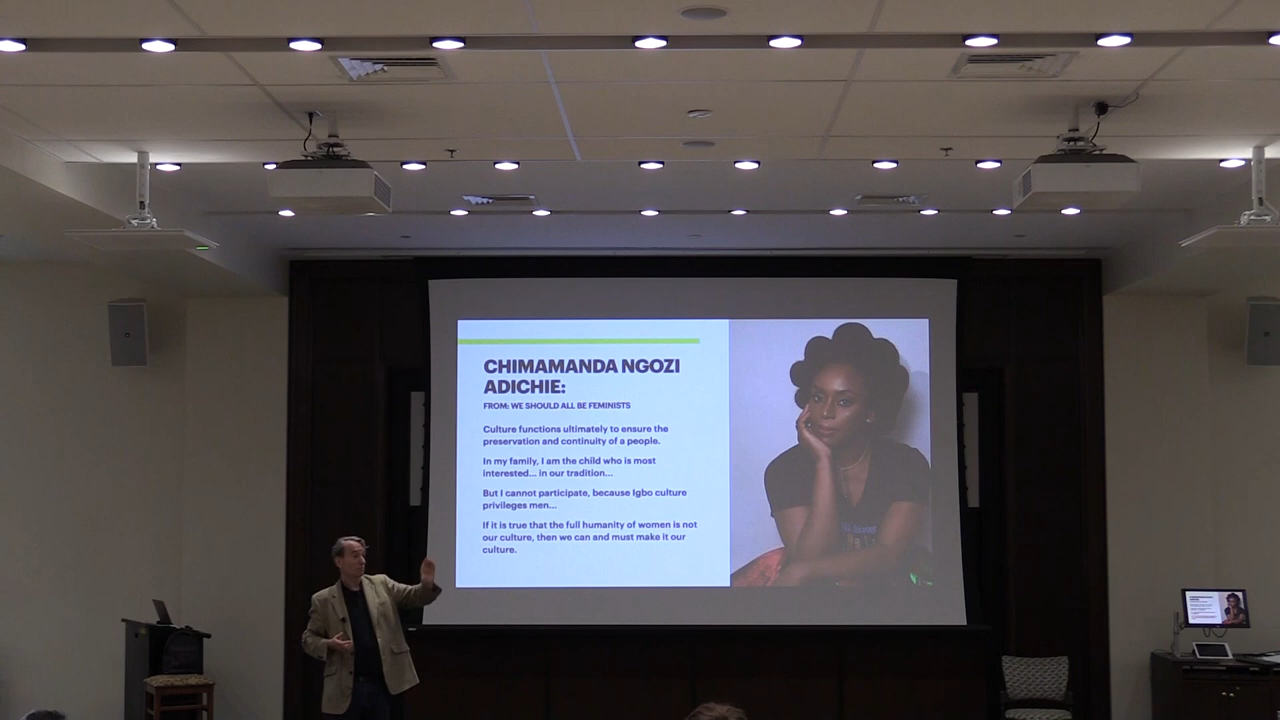 CHIMAMANDA NGOZI
ADICHIE:
FROM: WE SHOULD ALL BE FEMINISTS
Culture functions ultimately to ensure the
preservation and continuity of a people.
In my family, I am the child who is most
interested... in our tradition...
But I cannot participate, because Igbo culture
privileges men...
If it is true that the full humanity of women is not
our culture, then we can and must make it our
culture.